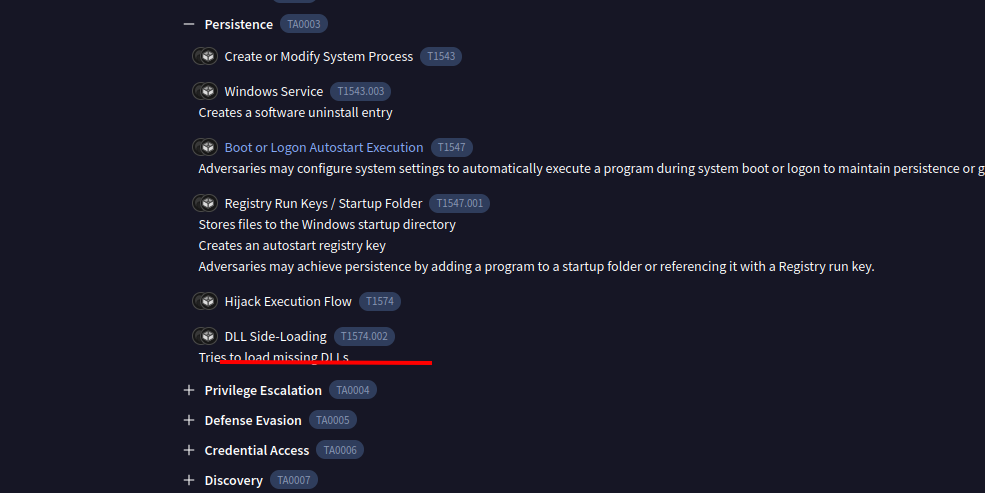 Persistence TA0003
Create or Modify System Process T1543
Windows Service T1543.003
Creates a software uninstall entry
Boot or Logon Autostart Execution T1547
Adversaries may configure system settings to automatically execute a program during system boot or logon to maintain persistence or g
Registry Run Keys / Startup Folder T1547.001
Stores files to the Windows startup directory
Creates an autostart registry key
Adversaries may achieve persistence by adding a program to a startup folder or referencing it with a Registry run key.
Hijack Execution Flow T1574
DLL Side-Loading T1574.002
Tries to load missing DLLs
Privilege Escalation TA0004
Defense Evasion TA0005
Credential Access TA0006
Discovery TA0007